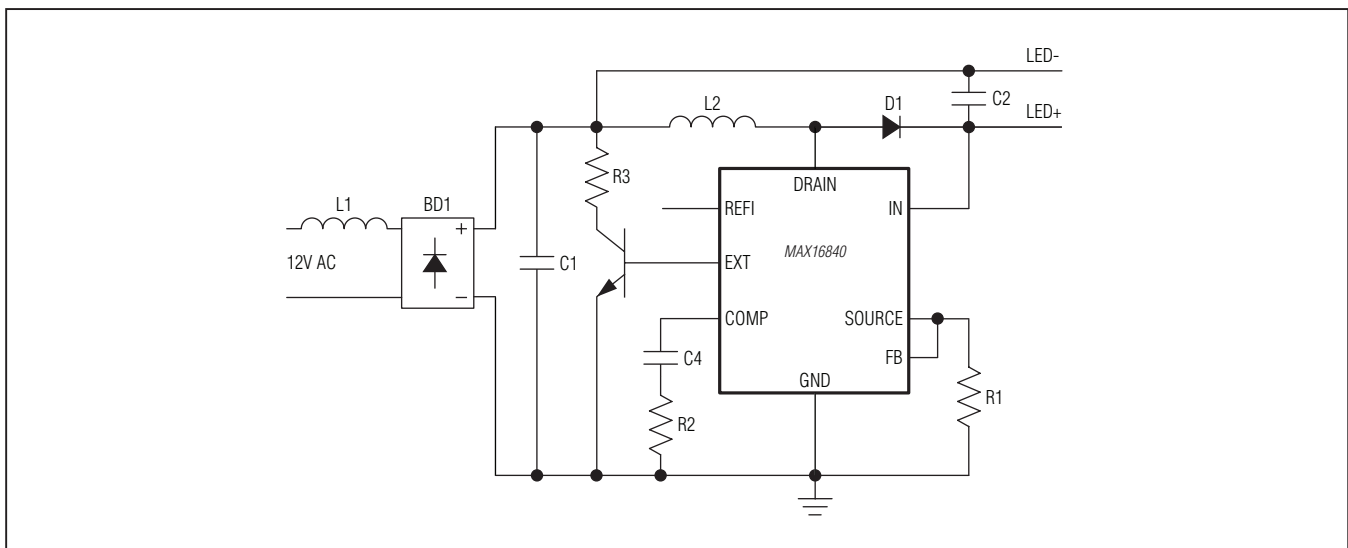 LED-
C2
L2
D1
LED+
R3
DRAIN
L1
BD1
REFI
IN
+
MAX16840
12V AC
C1
EXT
−
COMP
SOURCE
C4
FB
GND
R1
R2